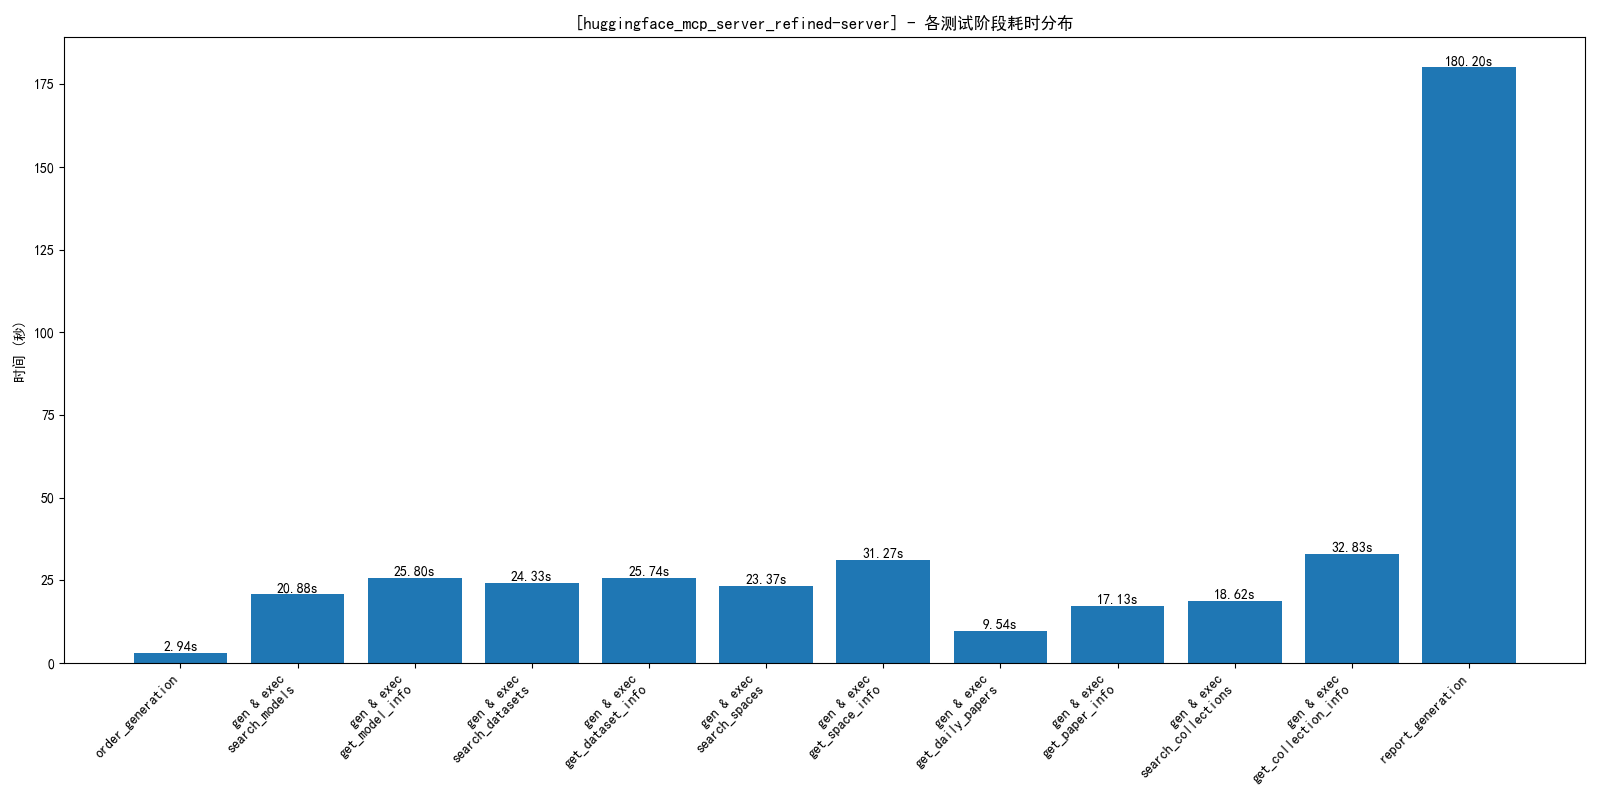 [huggingface_mcp_server_refined-server] - 各测试阶段耗时分布
时间 (秒)
175
150
125
100
75
50
25
0
2.94s
20.88s
25.80s
24.33s
25.74s
23.37s
31.27s
9.54s
17.13s
18.62s
32.83s
180.20s
order_generation
gen & exec
search_models
gen & exec
get_model_info
gen & exec
search_datasets
gen & exec
get_dataset_info
gen & exec
search_spaces
gen & exec
get_space_info
gen & exec
get_daily_papers
gen & exec
get_paper_info
gen & exec
search_collections
gen & exec
get_collection_info
report_generation